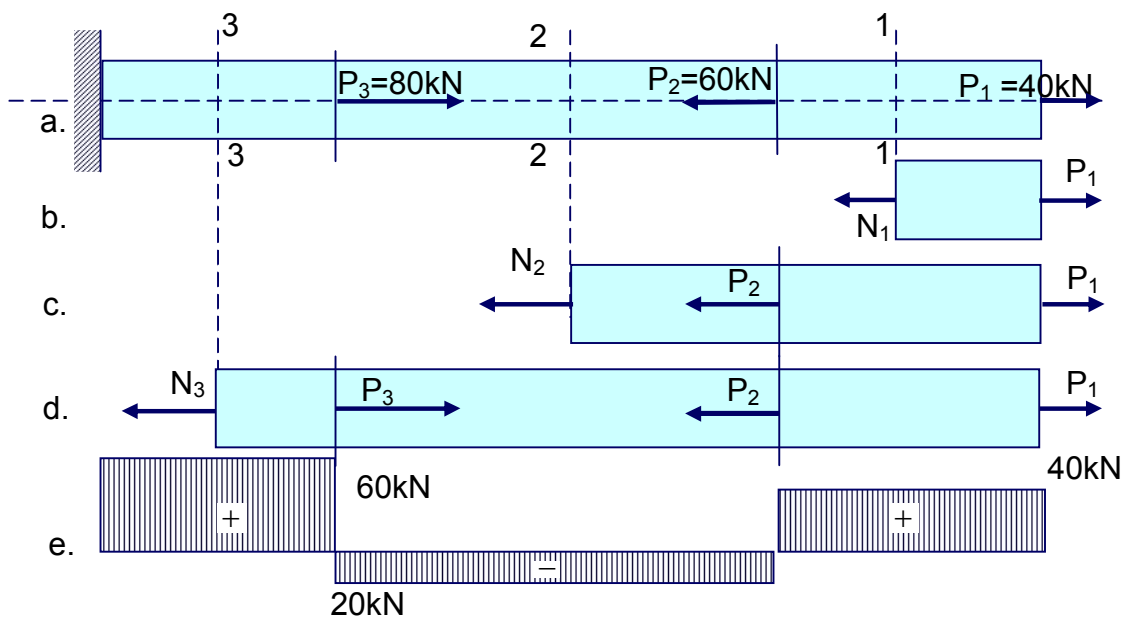 3 2 1
P₃=80kN P₂=60kN P₁ =40kN
a.
3 2 1
P₁
b. N₁
N₂ P₂ P₁
c.
N₃ P₃ P₂ P₁
d.
60kN 40kN
+ +
e.
−
20kN